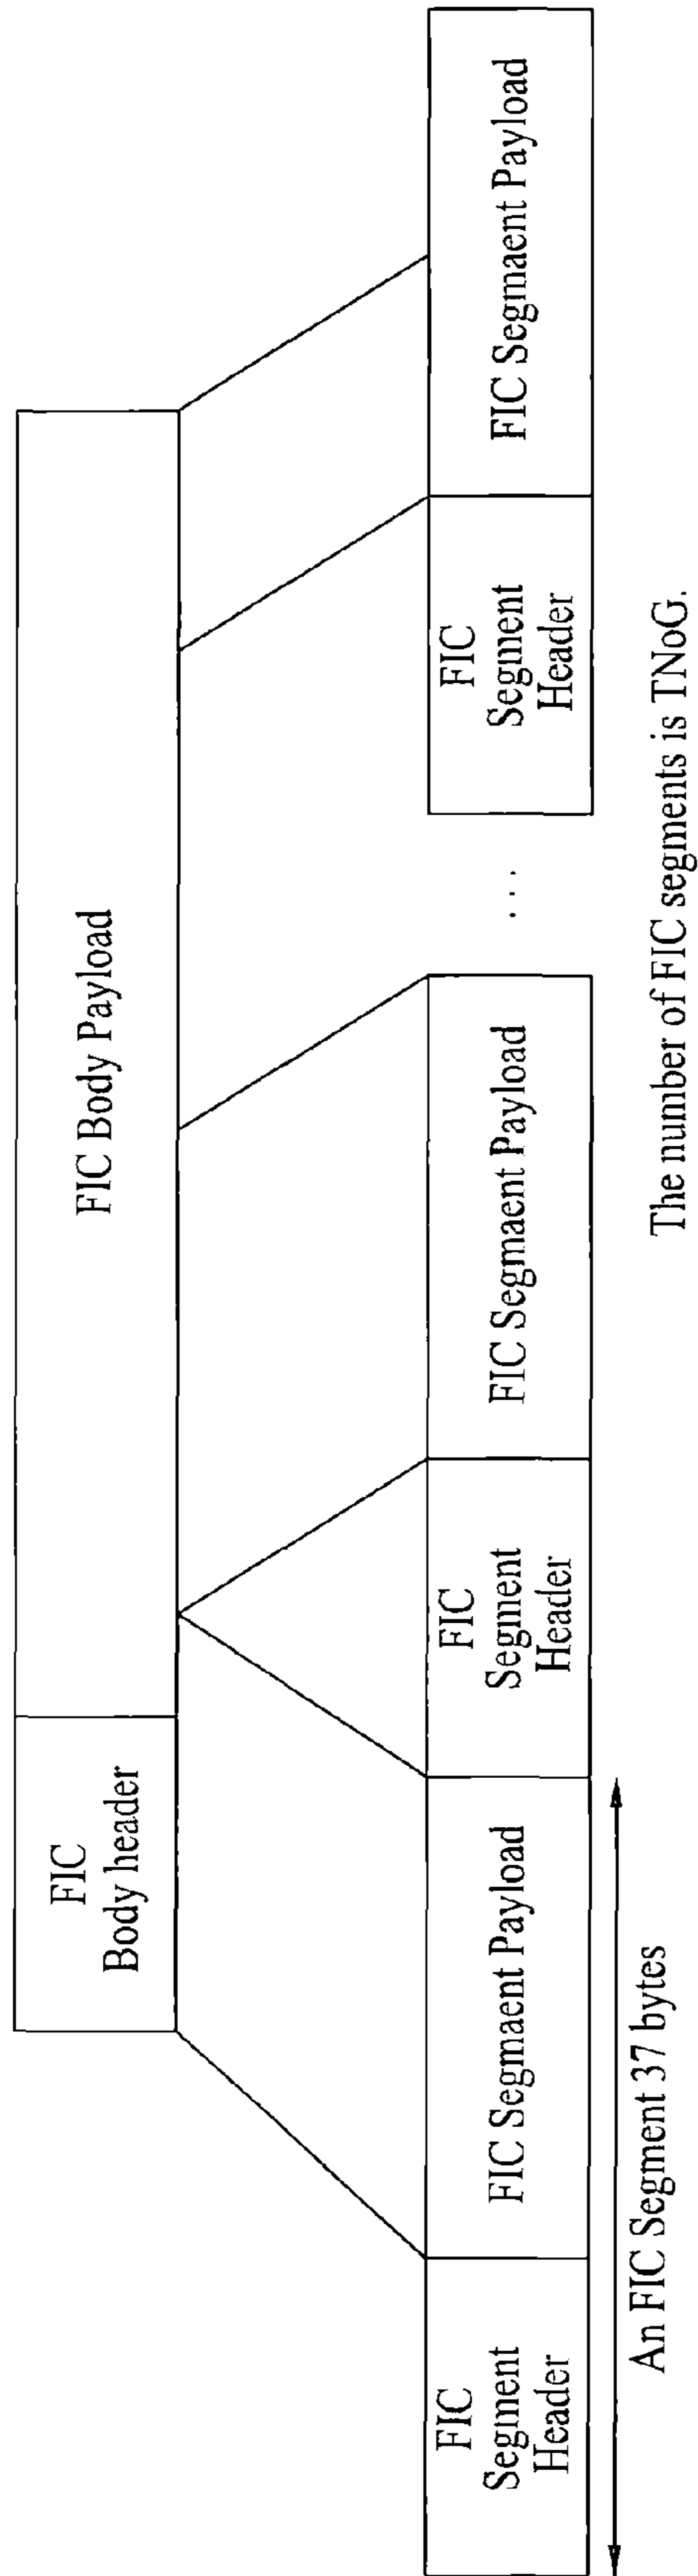 FIC
Body header
FIC Body Payload
FIC
Segment
Header
FIC Segmaent Payload
FIC
Segment
Header
FIC Segmaent Payload
...
FIC
Segment
Header
FIC Segmaent Payload
An FIC Segment 37 bytes
The number of FIC segments is TNoG.